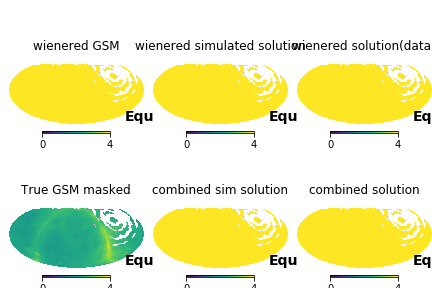 wienered GSM wienered simulated solution wienered solution(data
Equ Equ Eq
0 4 0 4 0 4
True GSM masked combined sim solution combined solution
Equ Equ Eq
0 4 0 4 0 4